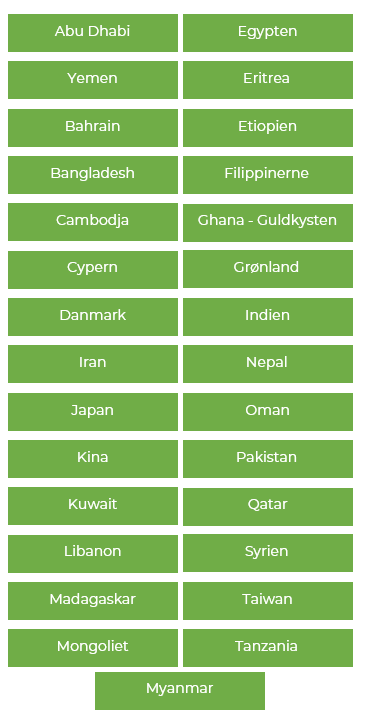 Abu Dhabi
Egypten
Yemen
Eritrea
Bahrain
Etiopien
Bangladesh
Filippinerne
Cambodja
Ghana - Guldkysten
Cypern
Grønland
Danmark
Indien
Iran
Nepal
Japan
Oman
Kina
Pakistan
Kuwait
Qatar
Libanon
Syrien
Madagaskar
Taiwan
Mongoliet
Tanzania
Myanmar